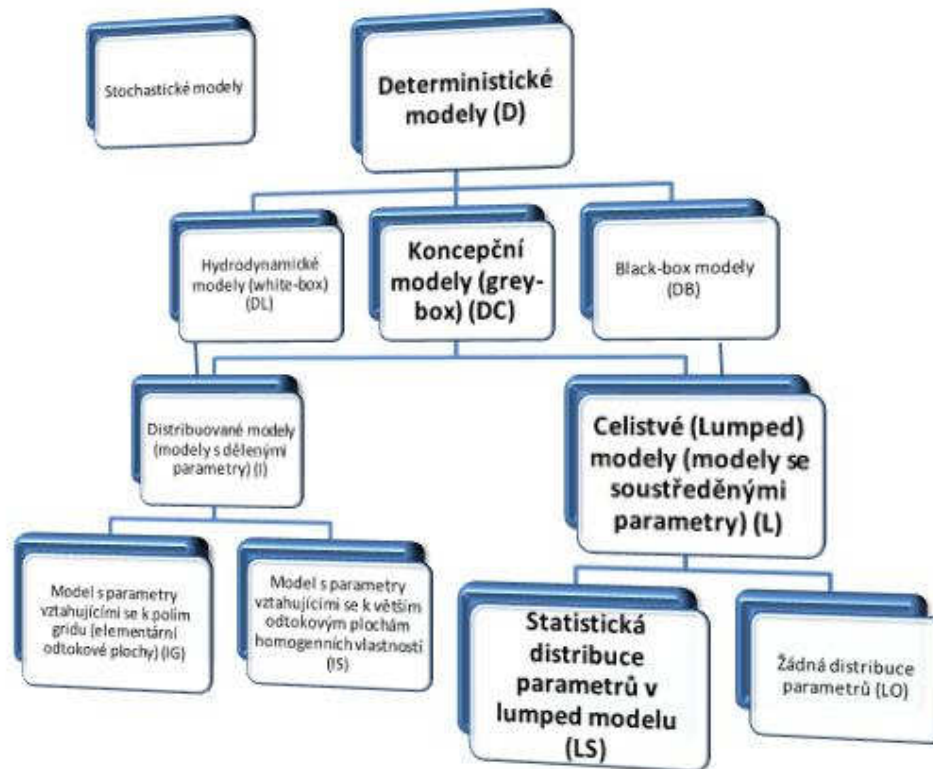 Stochastické modely
Deterministické
modely (D)
Hydrodynamické
modely (white-box)
(DL)
Koncepční
modely (grey-
box) (DC)
Black-box modely
(DB)
Distribuované modely
(modely s dělenými
parametry) (I)
Celistvé (Lumped)
modely (modely se
soustředěnými
parametry) (L)
Model s parametry
vztahujícími se k polím
gridu (elementární
odtokové plochy) (IG)
Model s parametry
vztahujícími se k větším
odtokovým plochám
homogenních vlastností
(IS)
Statistická
distribuce
parametrů v
lumped modelu
(LS)
Žádná distribuce
parametrů (LO)